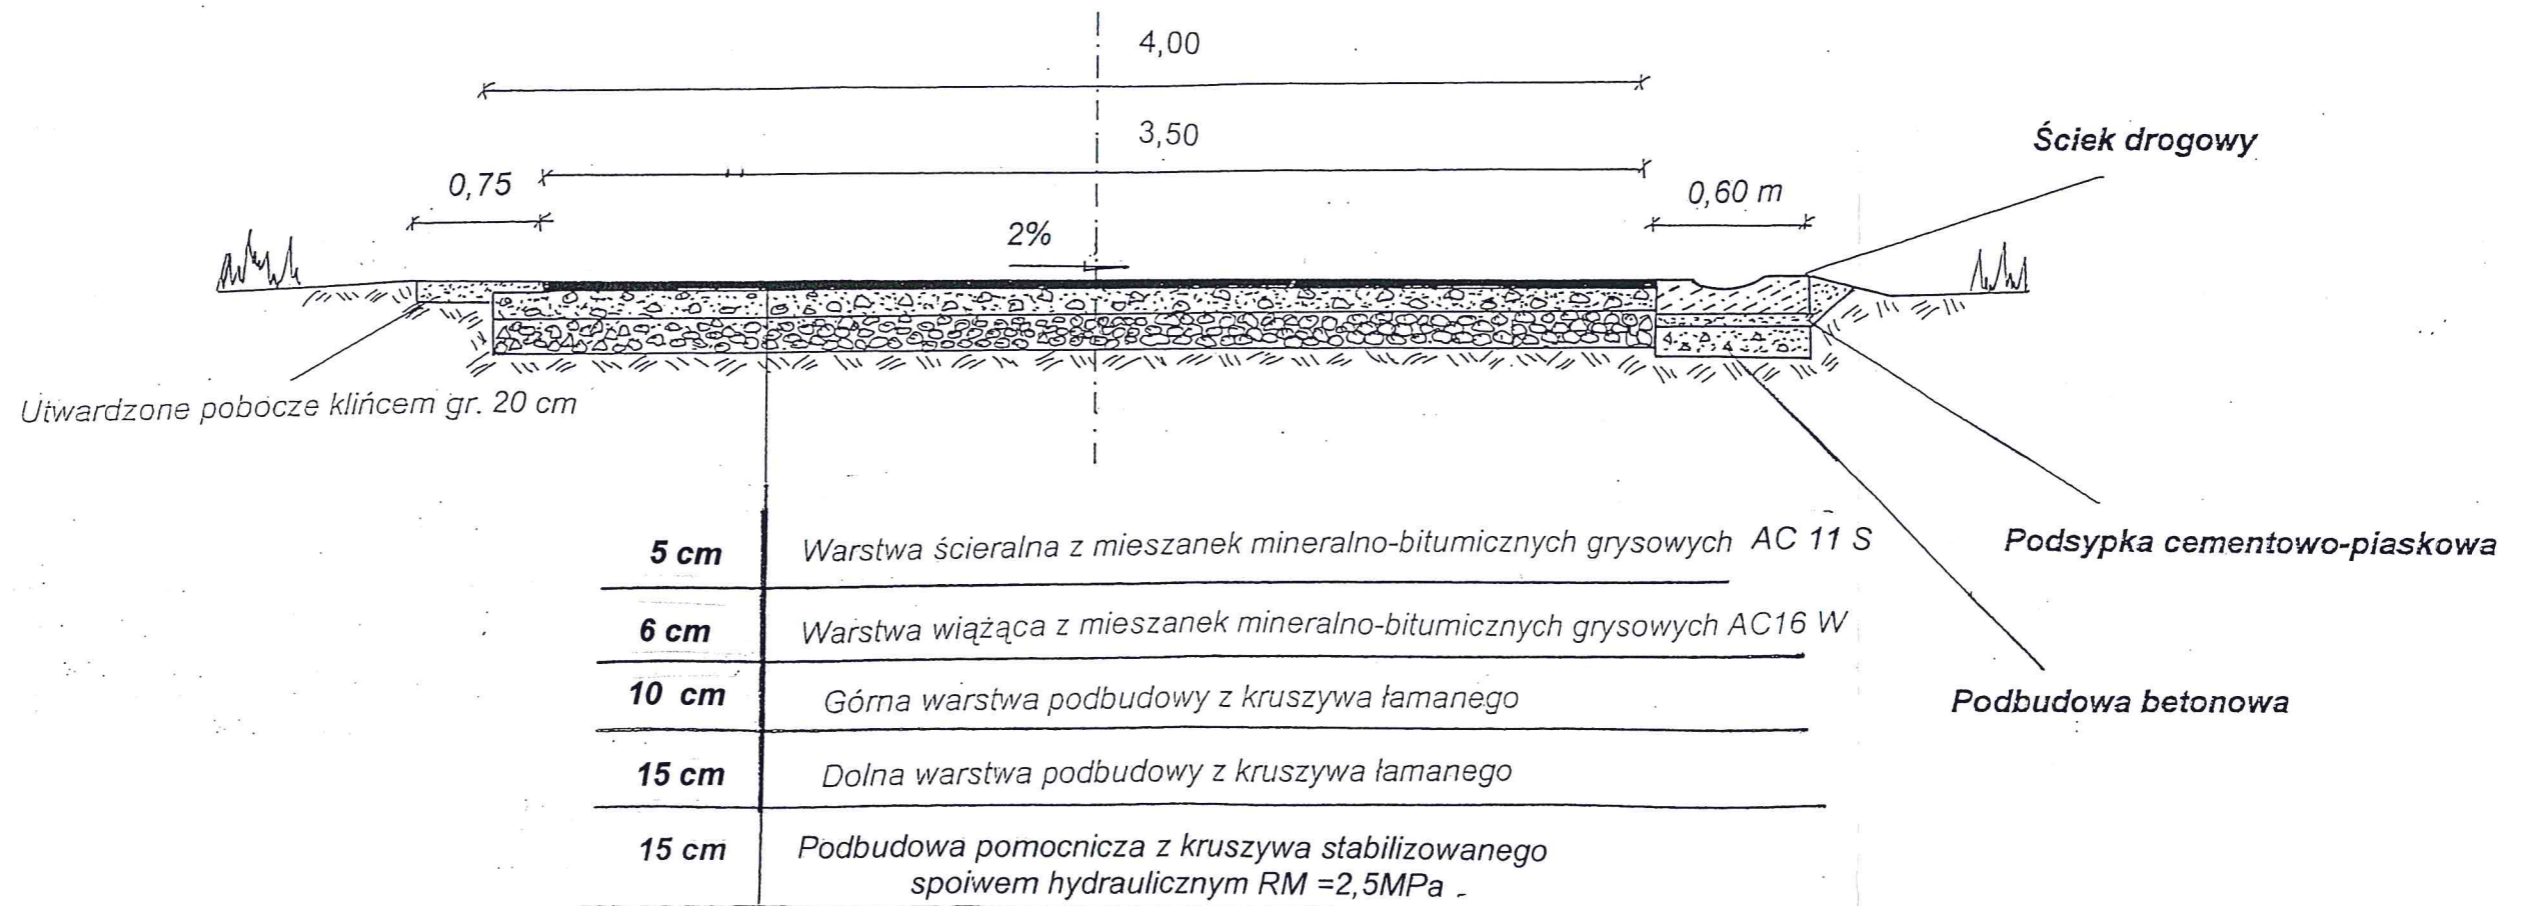 4,00
3,50
Ściek drogowy
0,75
0,60 m
2%
Utwardzone pobocze klińcem gr. 20 cm
5 cm Warstwa ścieralna z mieszanek mineralno-bitumicznych grysowych AC 11 S
Podsypka cementowo-piaskowa
6 cm Warstwa wiążąca z mieszanek mineralno-bitumicznych grysowych AC16 W
10 cm Górna warstwa podbudowy z kruszywa łamanego
Podbudowa betonowa
15 cm Dolna warstwa podbudowy z kruszywa łamanego
15 cm Podbudowa pomocnicza z kruszywa stabilizowanego
spoiwem hydraulicznym RM =2,5MPa